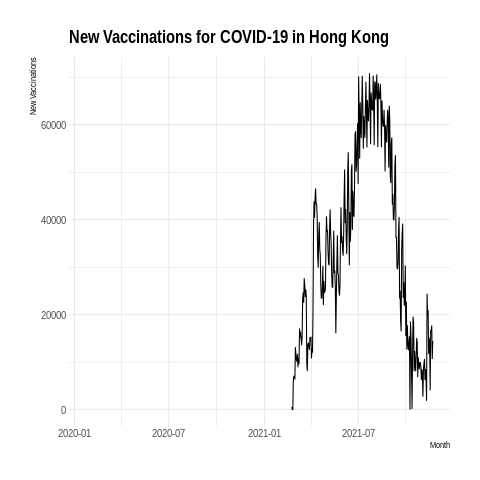 New Vaccinations for COVID-19 in Hong Kong
New Vaccinations
60000
40000
20000
0
2020-01 2020-07 2021-01 2021-07
Month